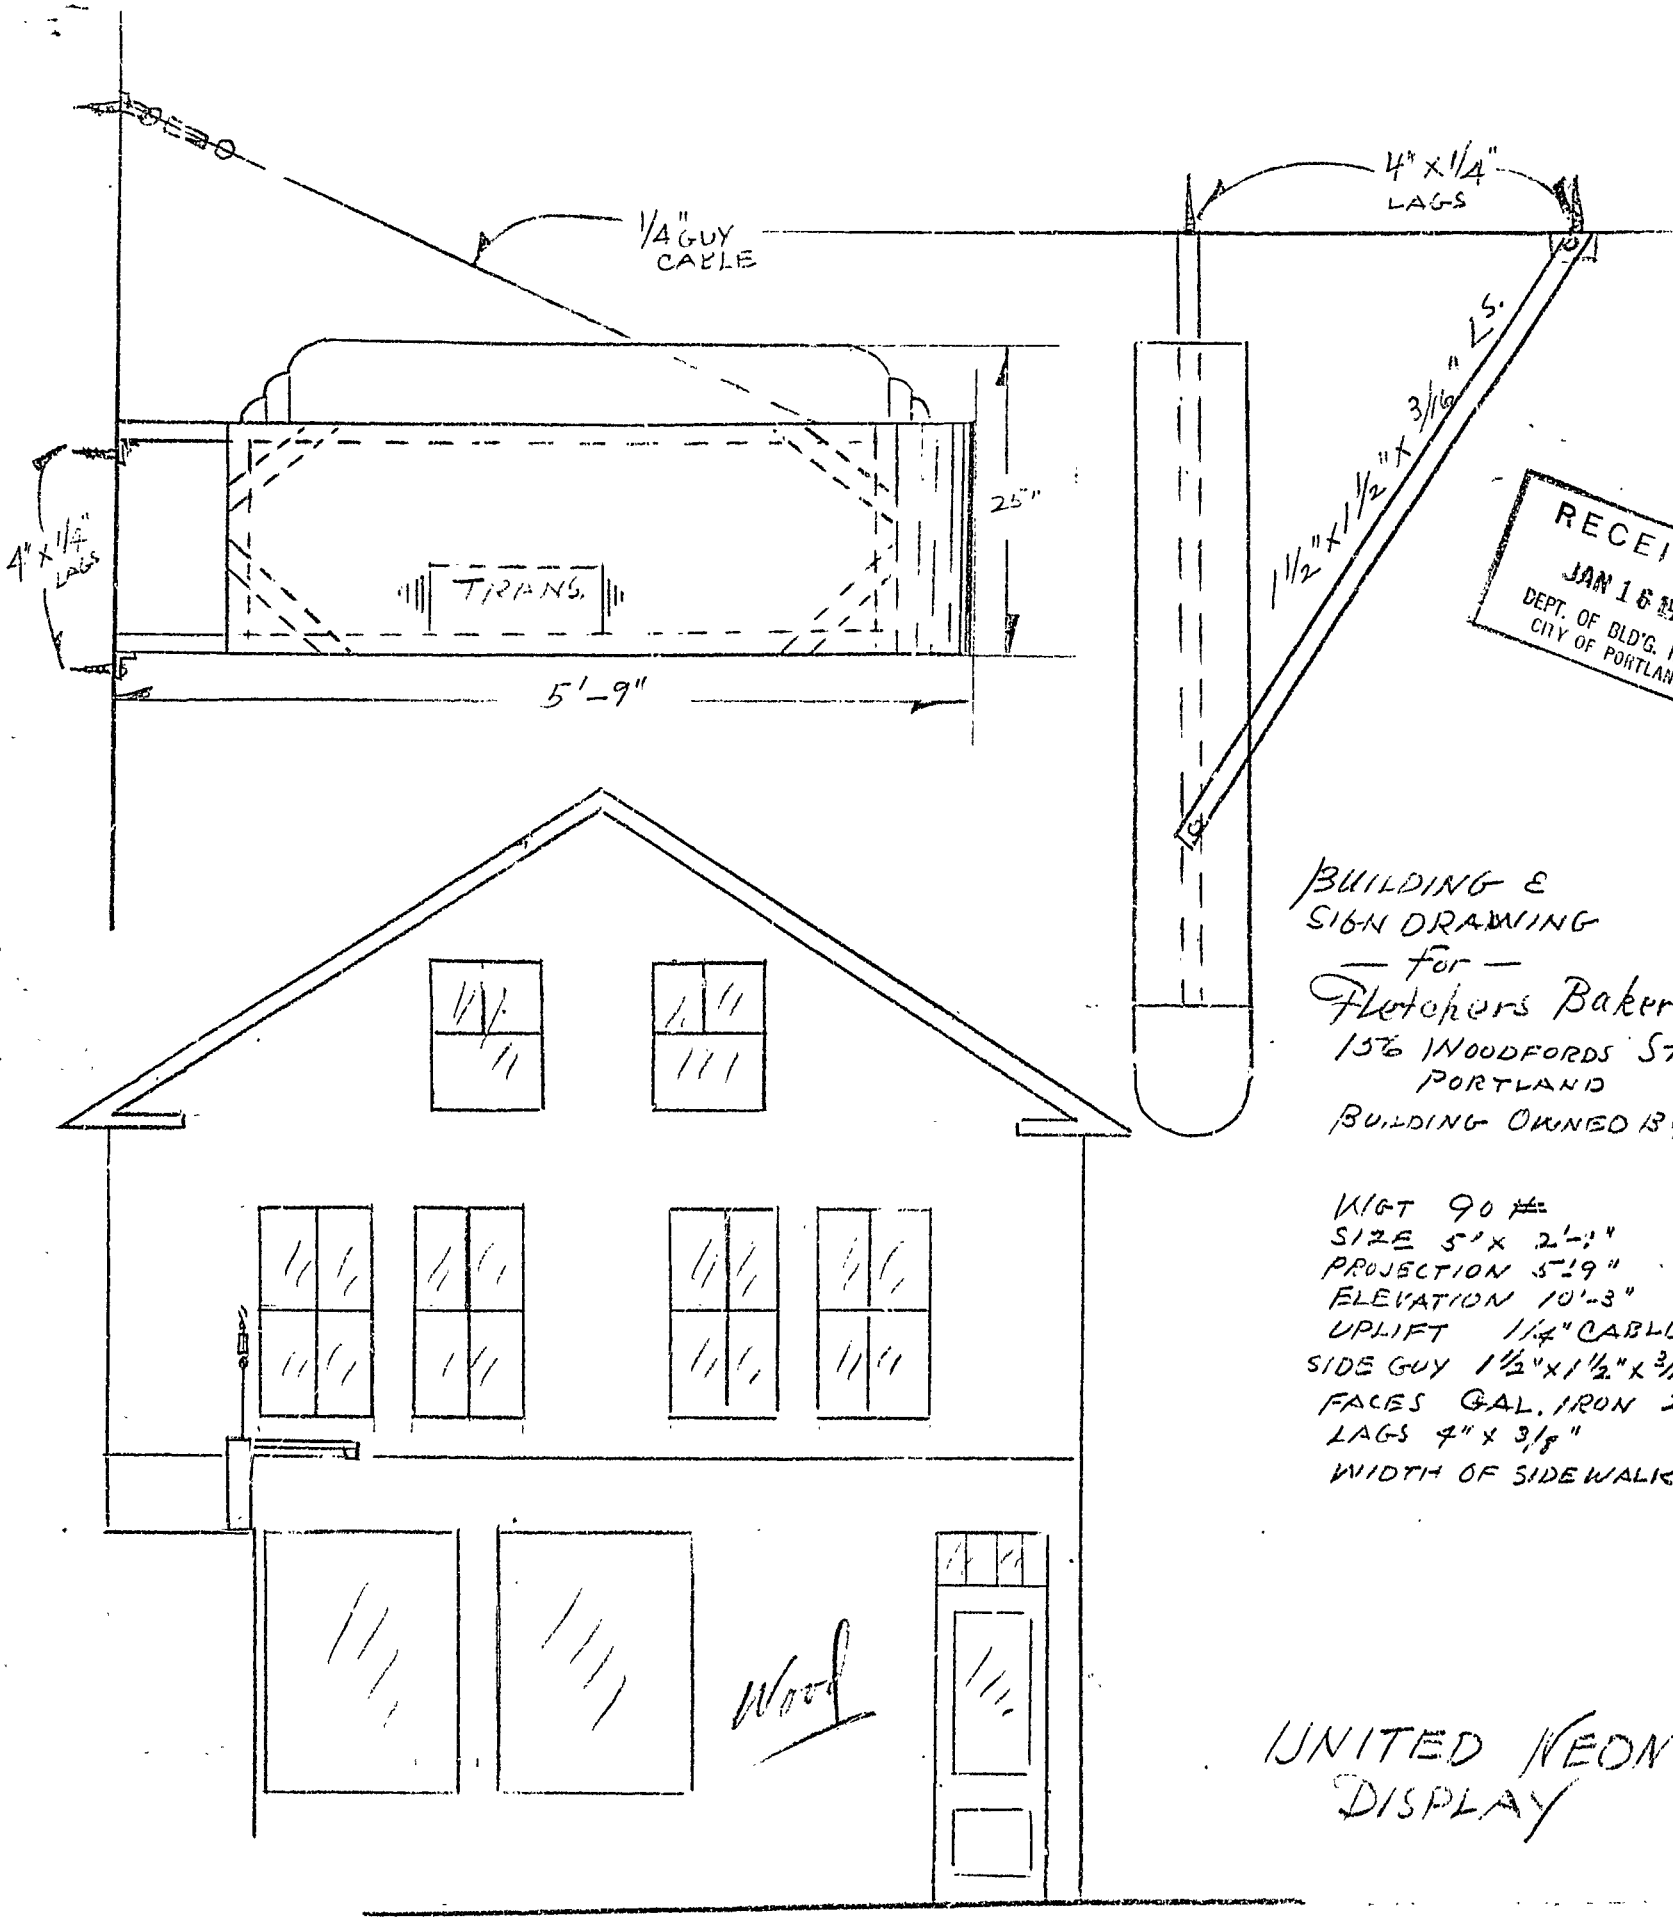 4" x 1/4"
LAGS
1/4" GUY
CABLE
1 1/2" x 1 1/2" x 3/16" Ls.
25"
4" x 1/4"
LAGS
TRANS.
5'-9"
RECEI
JAN 16
DEPT. OF BLD'G. I
CITY OF PORTLAN
BUILDING &
SIGN DRAWING
— for —
Fletchers Baker
156 WOODFORDS ST
PORTLAND
BUILDING OWNED B
WGT 90 #
SIZE 5' x 2'-1"
PROJECTION 5'-9"
ELEVATION 10'-3"
UPLIFT 1/4" CABL
SIDE GUY 1 1/2" x 1 1/2" x 3/
FACES GAL. IRON 2
LAGS 4" x 3/8"
WIDTH OF SIDEWALK
Wood
UNITED NEON
DISPLAY